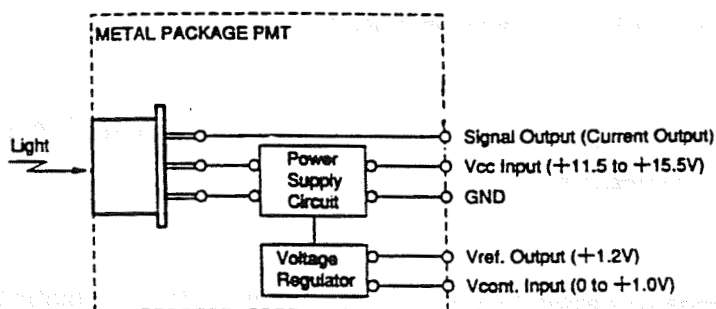 METAL PACKAGE PMT
Light
Signal Output (Current Output)
Power
Supply
Circuit
Vcc Input (+11.5 to +15.5V)
GND
Voltage
Regulator
Vref. Output (+1.2V)
Vcont. Input (0 to +1.0V)